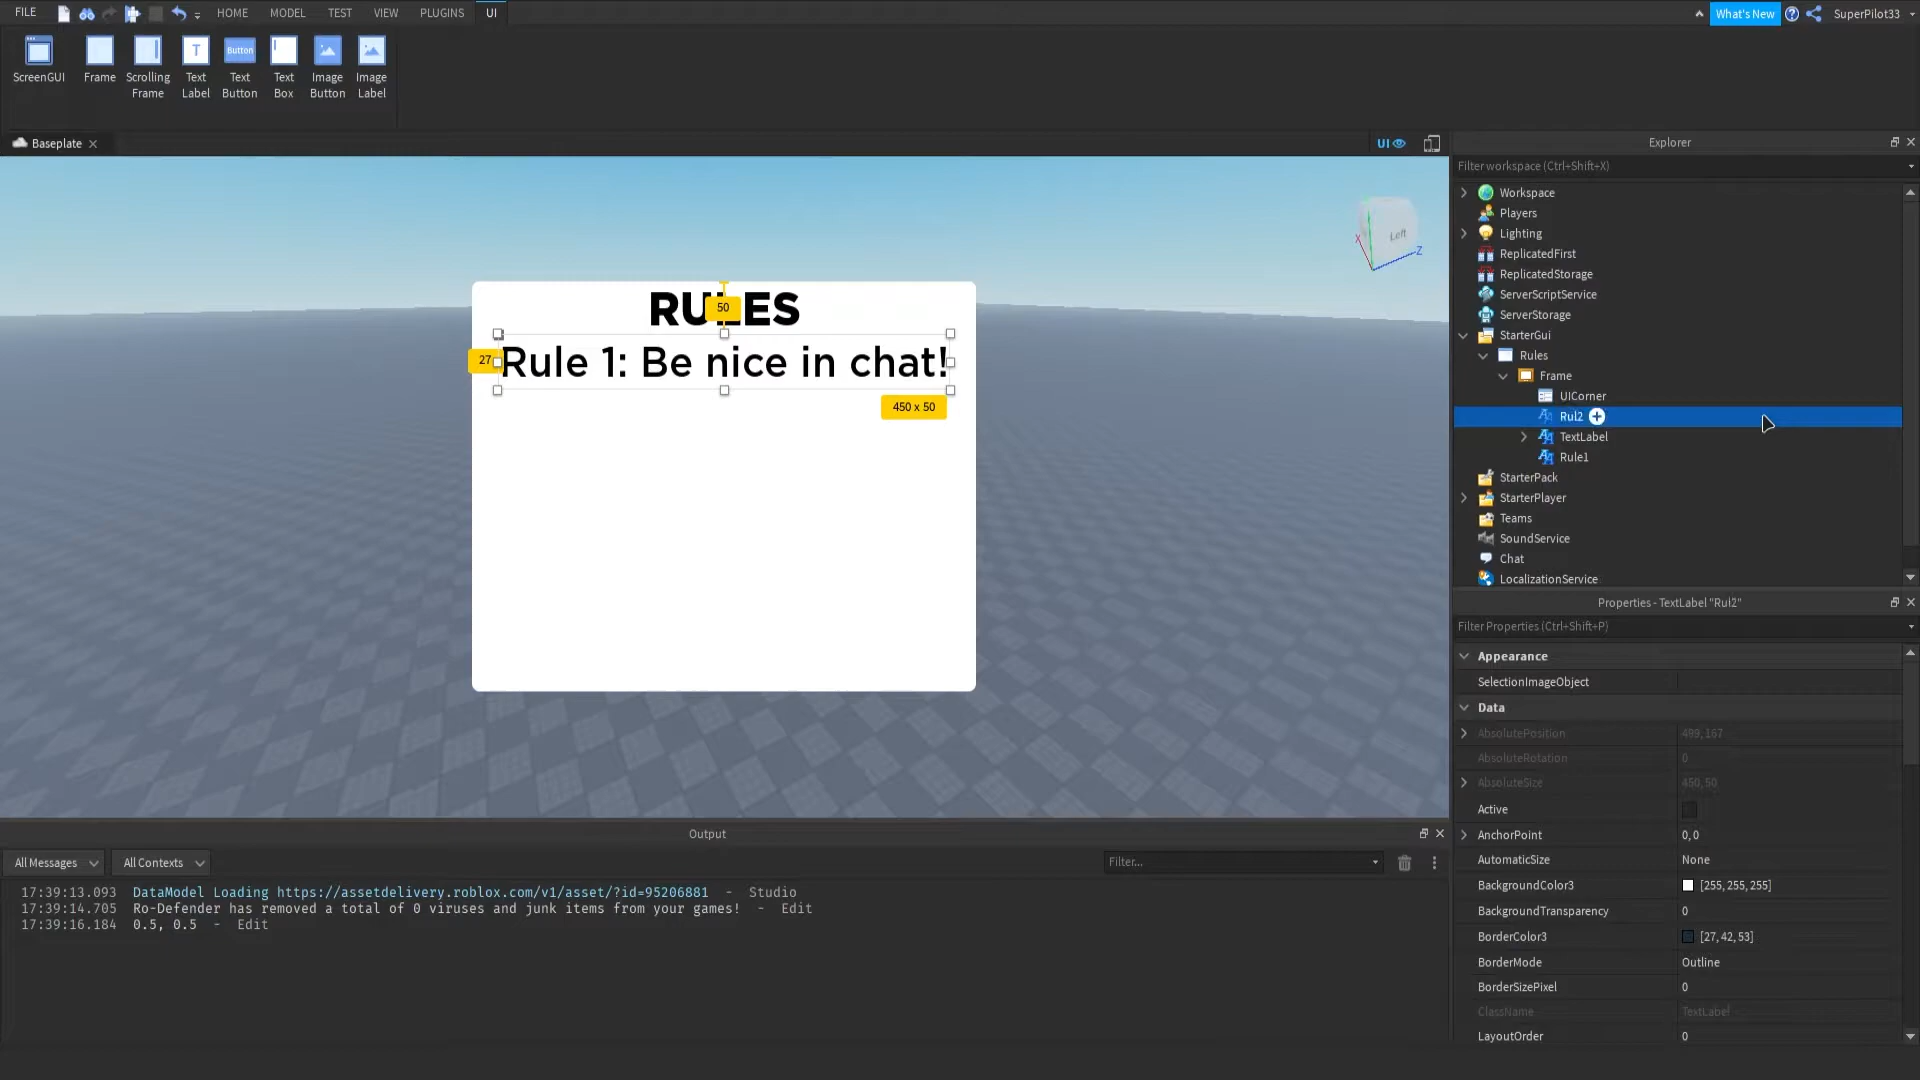 FILE HOME MODEL TEST VIEW PLUGINS UI What's New SuperPilot33
ScreenGUI Frame Scrolling Frame Text Label Text Button Text Box Image Button Image Label
T Button
Baseplate UI
Left X Z
RULES
50
Rule 1: Be nice in chat!
27
450 x 50
Explorer
Filter workspace (Ctrl+Shift+X)
Workspace
Players
Lighting
ReplicatedFirst
ReplicatedStorage
ServerScriptService
ServerStorage
StarterGui
Rules
Frame
UICorner
Rul2
TextLabel
Rule1
StarterPack
StarterPlayer
Teams
SoundService
Chat
LocalizationService
Properties - TextLabel "Rul2"
Filter Properties (Ctrl+Shift+P)
Appearance
SelectionImageObject
Data
AbsolutePosition 499, 167
AbsoluteRotation 0
AbsoluteSize 450, 50
Active
AnchorPoint 0, 0
AutomaticSize None
BackgroundColor3 [255, 255, 255]
BackgroundTransparency 0
BorderColor3 [27, 42, 53]
BorderMode Outline
BorderSizePixel 0
ClassName TextLabel
LayoutOrder 0
Output
All Messages All Contexts Filter...
17:39:13.093 DataModel Loading https://assetdelivery.roblox.com/v1/asset/?id=95206881 - Studio
17:39:14.705 Ro-Defender has removed a total of 0 viruses and junk items from your games! - Edit
17:39:16.184 0.5, 0.5 - Edit